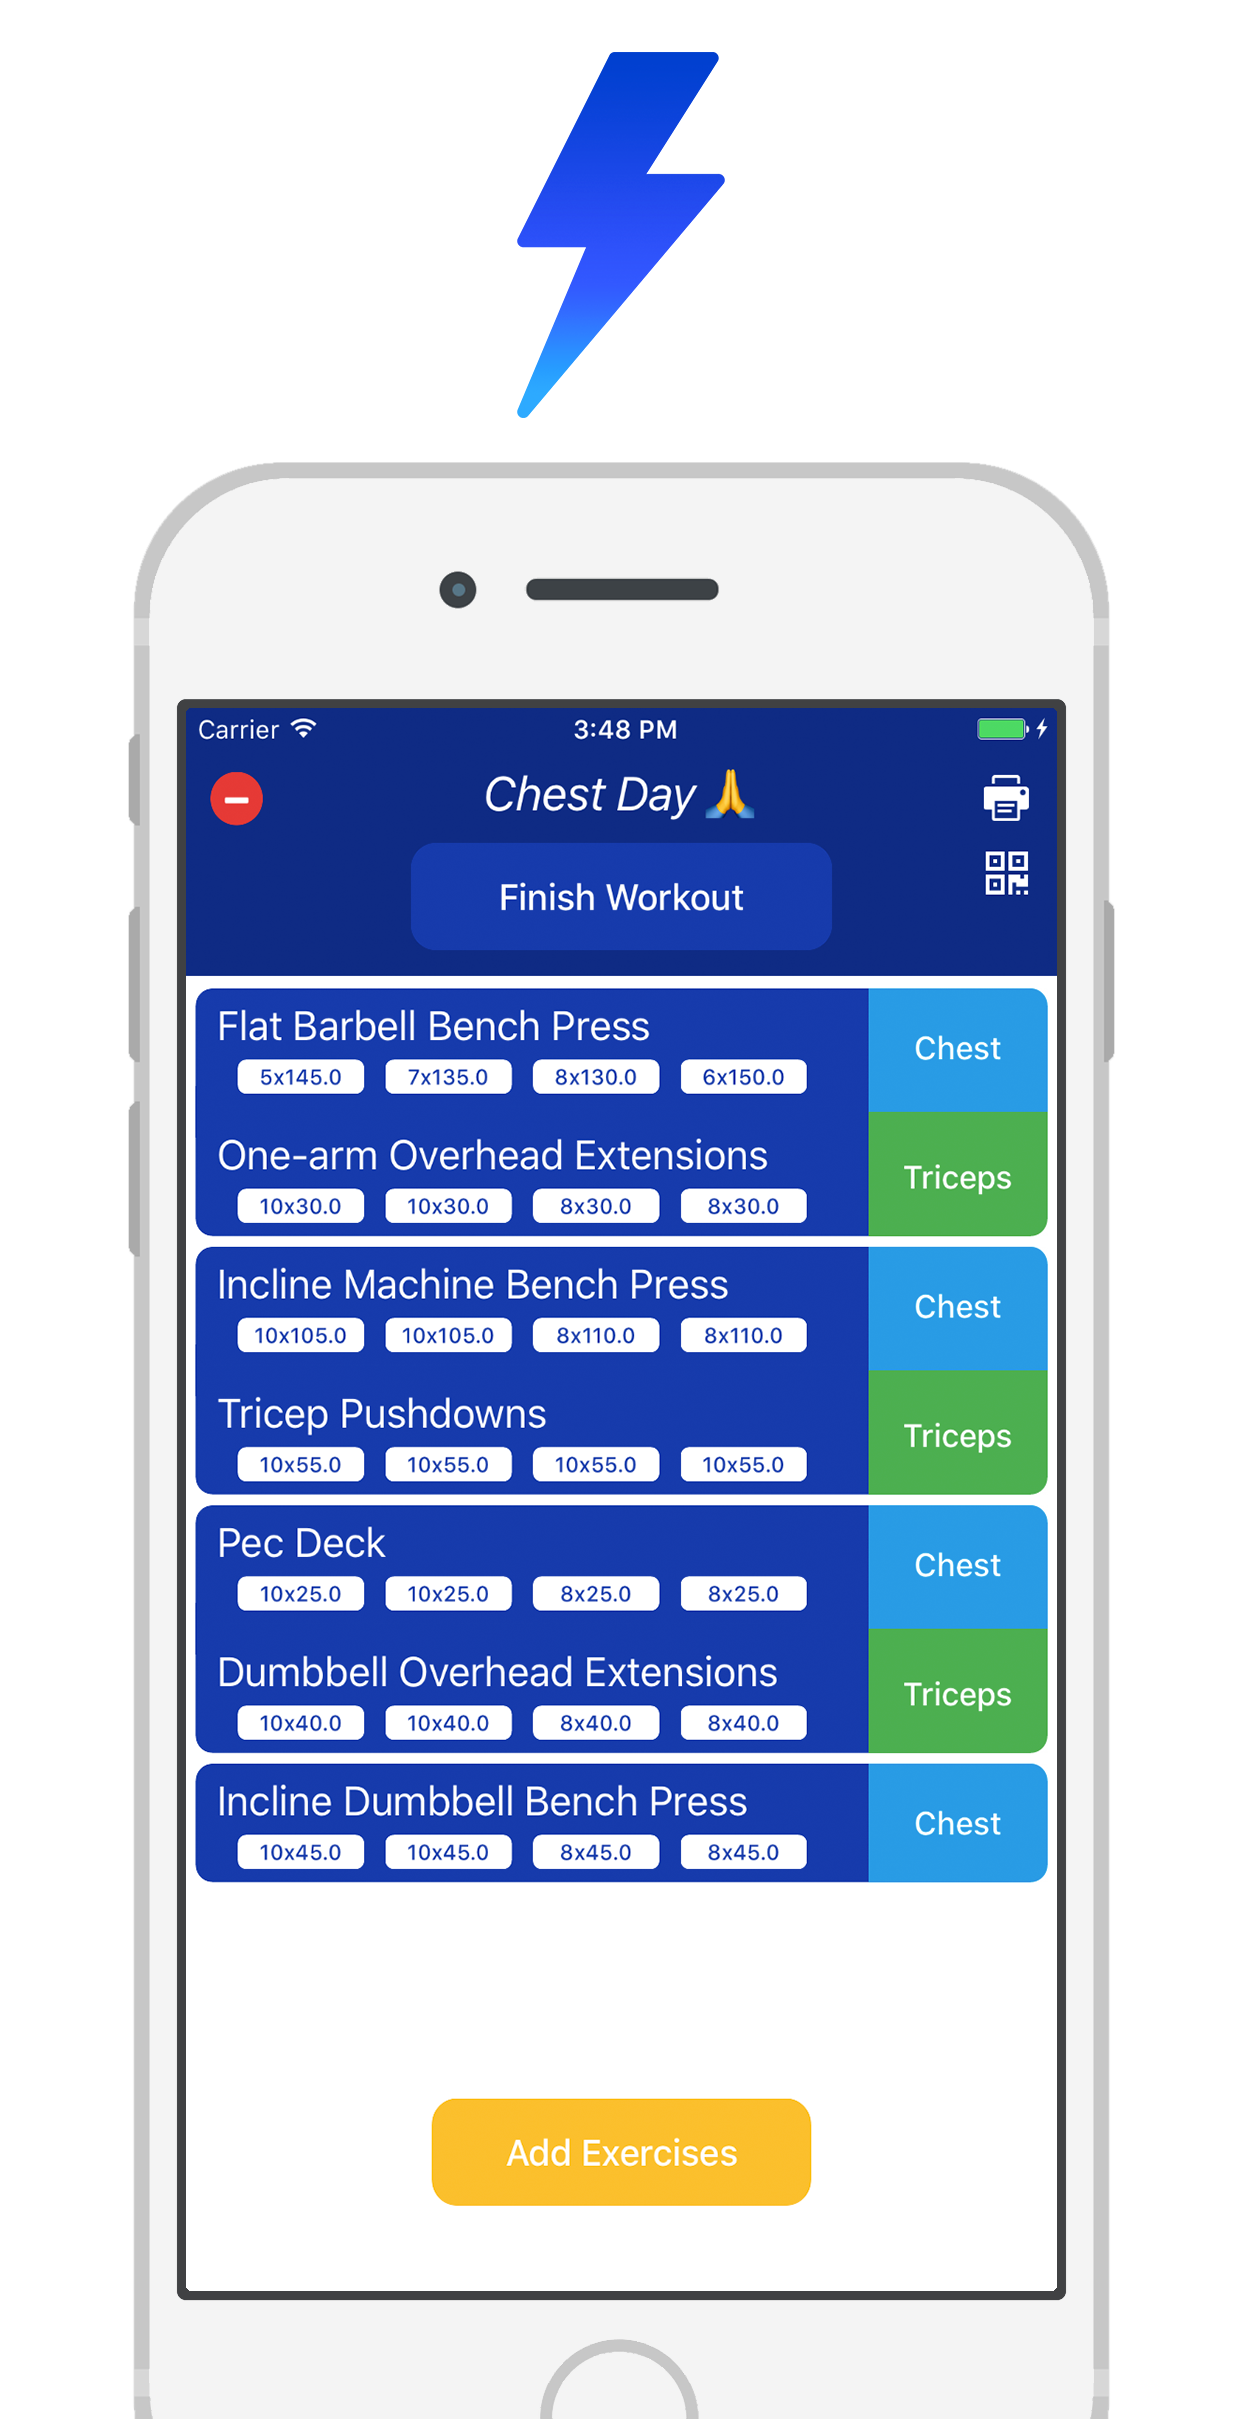 Carrier 3:48 PM
Chest Day 🙏
Finish Workout
Flat Barbell Bench Press
Chest
5x145.0 7x135.0 8x130.0 6x150.0
One-arm Overhead Extensions
Triceps
10x30.0 10x30.0 8x30.0 8x30.0
Incline Machine Bench Press
Chest
10x105.0 10x105.0 8x110.0 8x110.0
Tricep Pushdowns
Triceps
10x55.0 10x55.0 10x55.0 10x55.0
Pec Deck
Chest
10x25.0 10x25.0 8x25.0 8x25.0
Dumbbell Overhead Extensions
Triceps
10x40.0 10x40.0 8x40.0 8x40.0
Incline Dumbbell Bench Press
Chest
10x45.0 10x45.0 8x45.0 8x45.0
Add Exercises